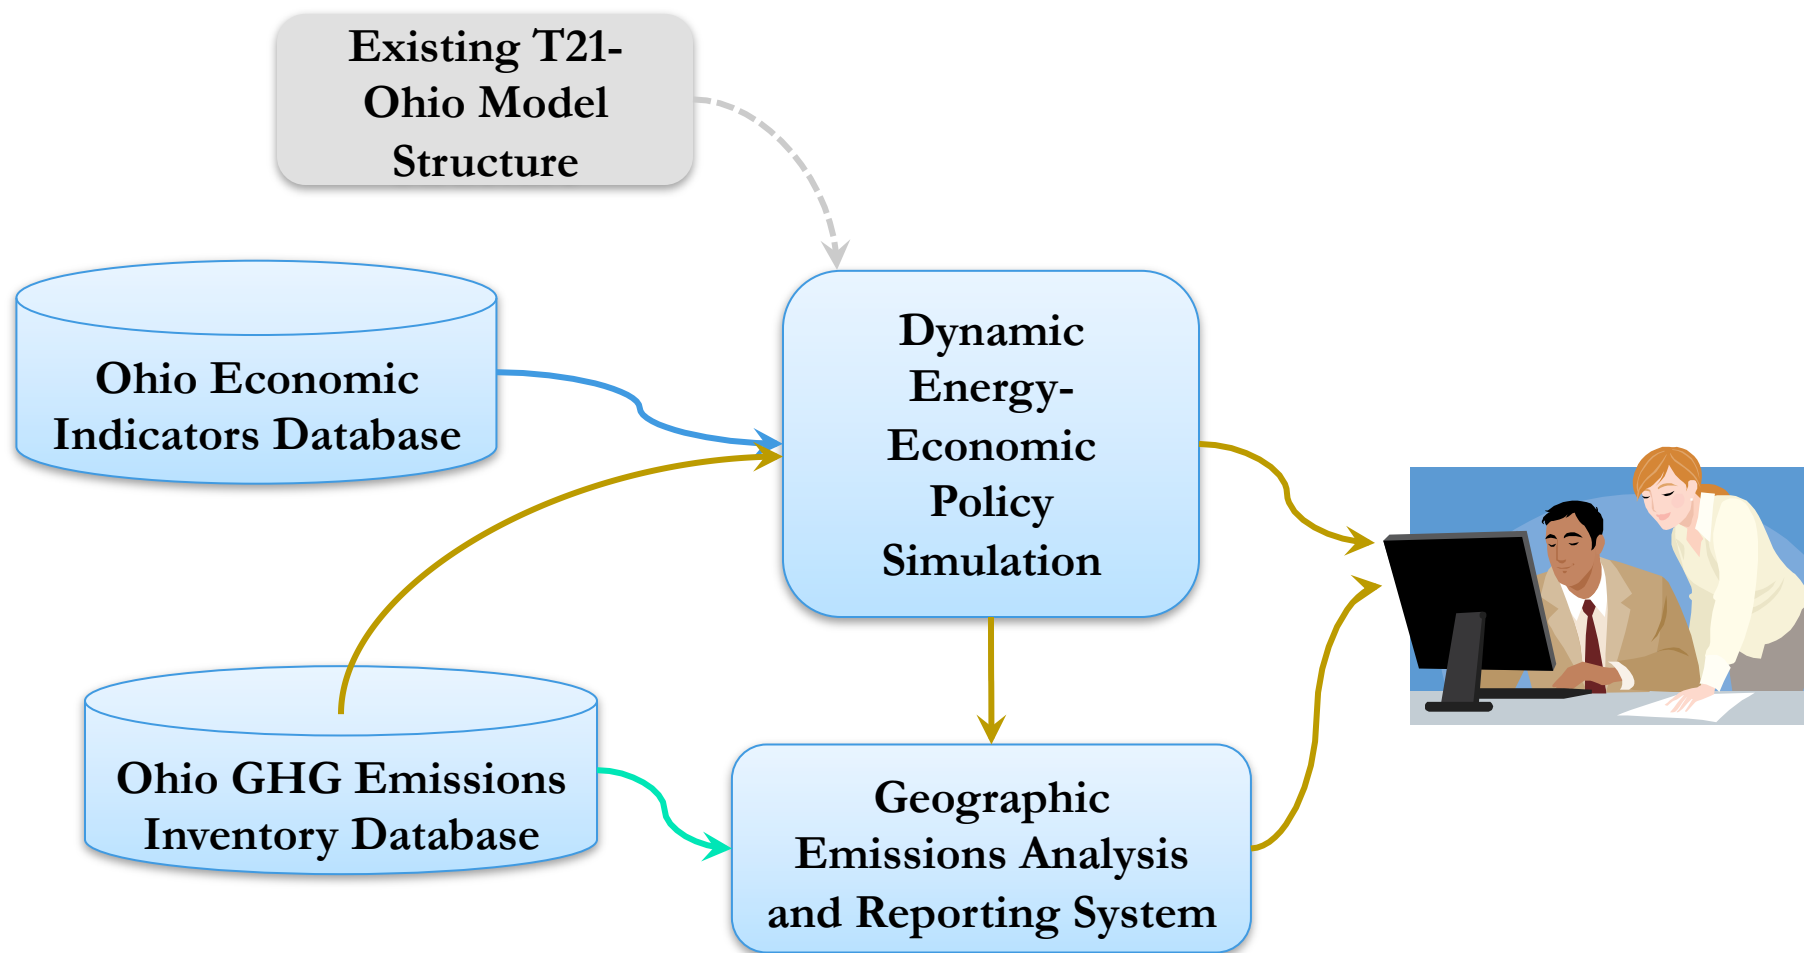 Existing T21-
Ohio Model
Structure
Ohio Economic
Indicators Database
Dynamic
Energy-
Economic
Policy
Simulation
Ohio GHG Emissions
Inventory Database
Geographic
Emissions Analysis
and Reporting System